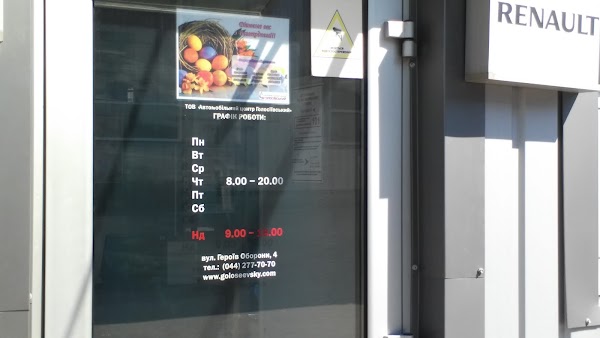 RENAULT
ТОВ «Автомобільний центр Голосіївський»
ГРАФІК РОБОТИ:
Пн
Вт
Ср
Чт 8.00 – 20.00
Пт
Сб
Нд 9.00 –
вул. Героїв Оборони, 4
тел.: (044) 277-70-70
www.goloseevsky.com